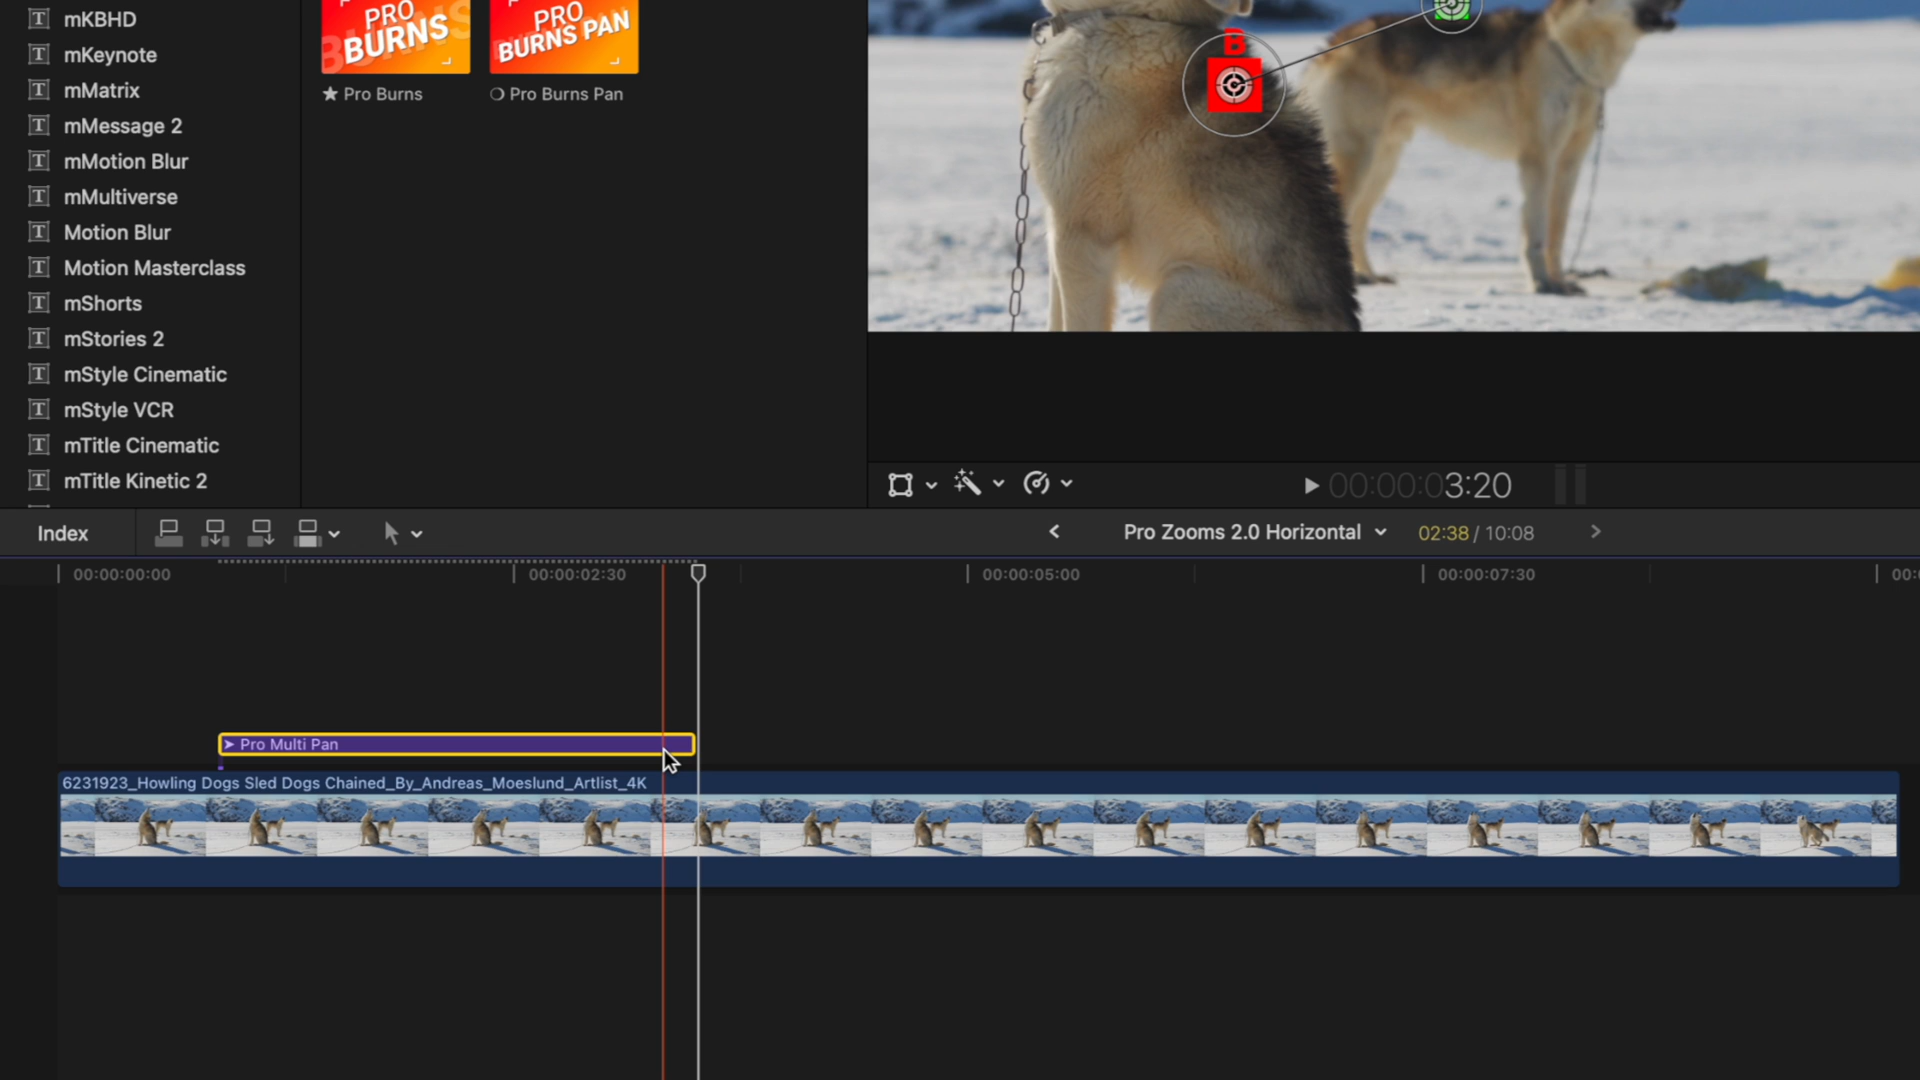 mKBHD
mKeynote
mMatrix
mMessage 2
mMotion Blur
mMultiverse
Motion Blur
Motion Masterclass
mShorts
mStories 2
mStyle Cinematic
mStyle VCR
mTitle Cinematic
mTitle Kinetic 2
PRO
BURNS
PRO
BURNS PAN
★ Pro Burns
Pro Burns Pan
B
00:00:03:20
Index
Pro Zooms 2.0 Horizontal
02:38 / 10:08
00:00:00:00
00:00:02:30
00:00:05:00
00:00:07:30
00:
Pro Multi Pan
6231923_Howling Dogs Sled Dogs Chained_By_Andreas_Moeslund_Artlist_4K